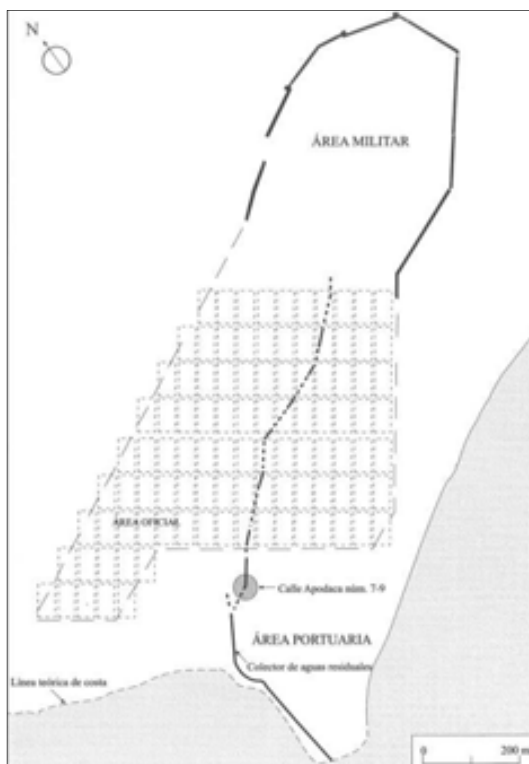 N
ÁREA MILITAR
ÁREA OFICIAL
Calle Apodaca núm. 7-9
ÁREA PORTUARIA
Colector de aguas residuales
Línea teórica de costa
0 200 m